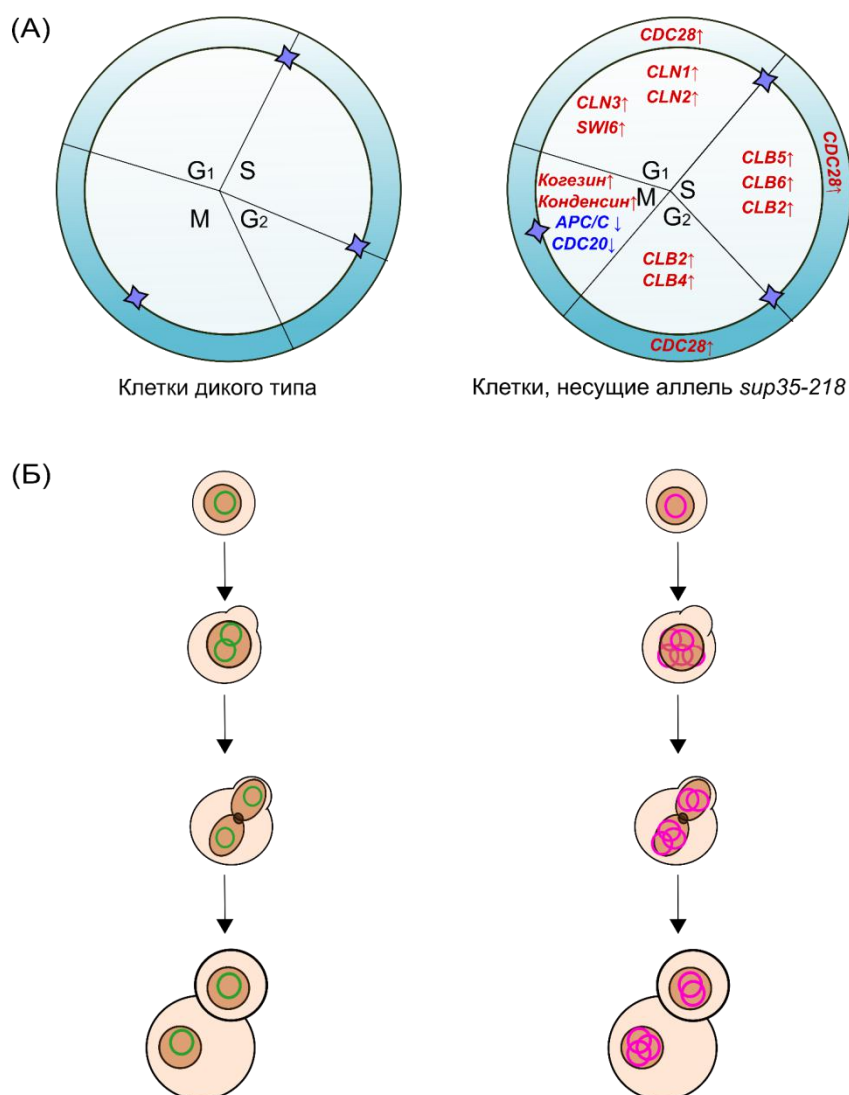 (А)
G1
S
M
G2
Клетки дикого типа
CDC28↑
CLN1↑
CLN2↑
CLN3↑
SWI6↑
CDC28↑
CLB5↑
CLB6↑
CLB2↑
G1
S
M
G2
Когезин↑
Конденсин↑
APC/C ↓
CDC20↓
CLB2↑
CLB4↑
CDC28↑
Клетки, несущие аллель sup35-218
(Б)